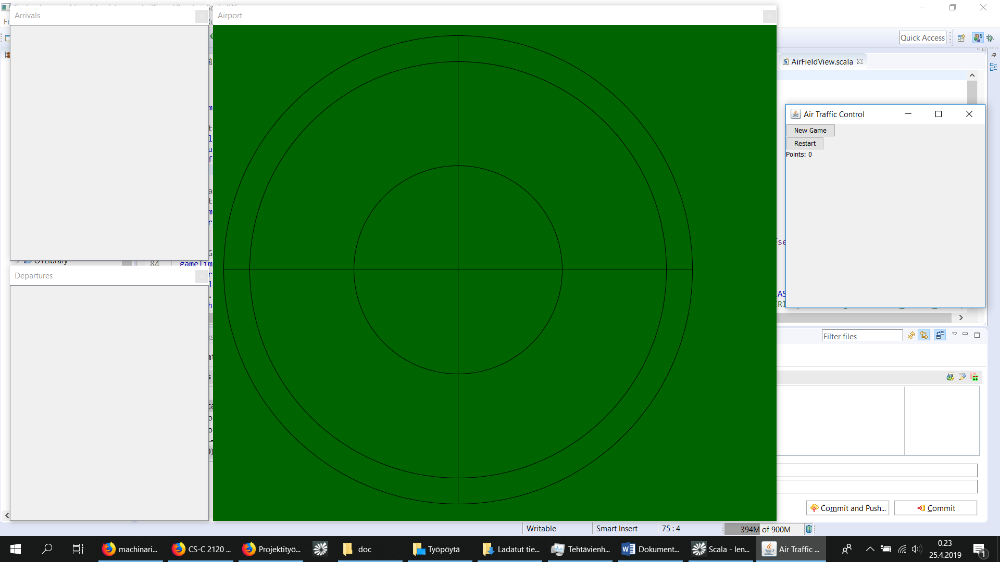 Arrivals
Airport
Quick Access
AirFieldView.scala
Air Traffic Control
New Game
Restart
Points: 0
84
gameTim
Departures
Filter files
Commit and Push...
Commit
Writable
Smart Insert
75 : 4
394M of 900M
machinari...
CS-C 2120 ...
Projektityö...
doc
Työpöytä
Ladatut tie...
Tehtävienh...
Dokument...
Scala - len...
Air Traffic ...
0.23
25.4.2019
1